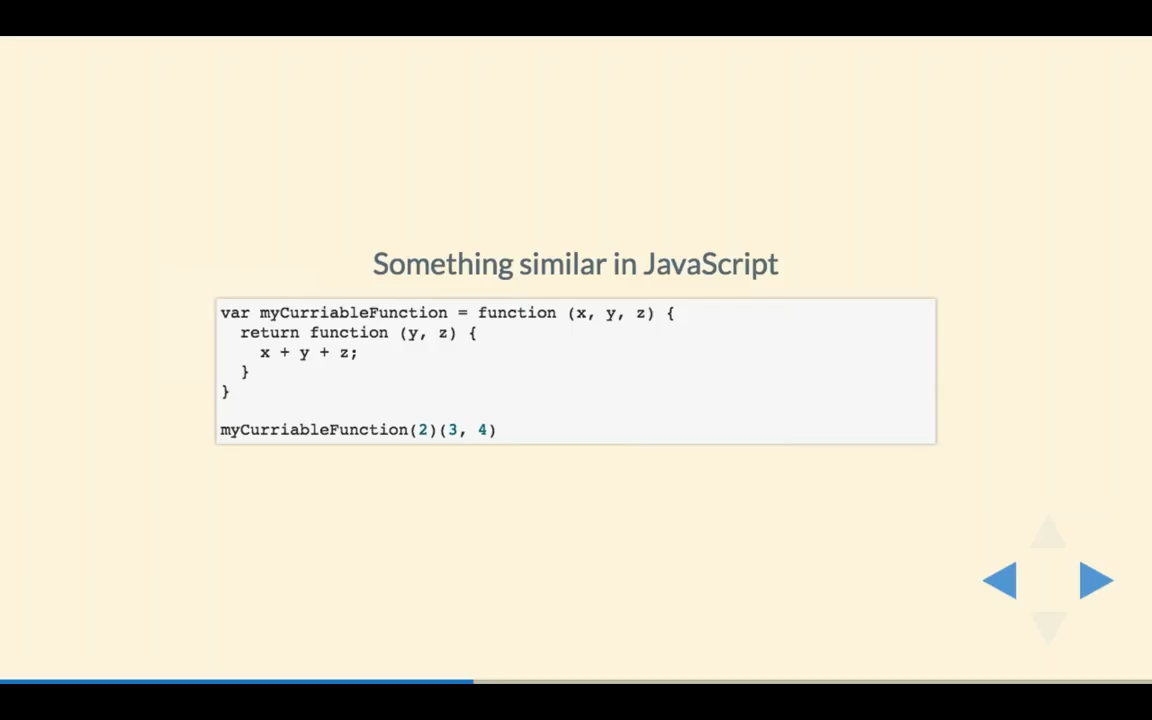 Something similar in JavaScript
var myCurriableFunction = function (x, y, z) {
  return function (y, z) {
    x + y + z;
  }
}
myCurriableFunction(2)(3, 4)